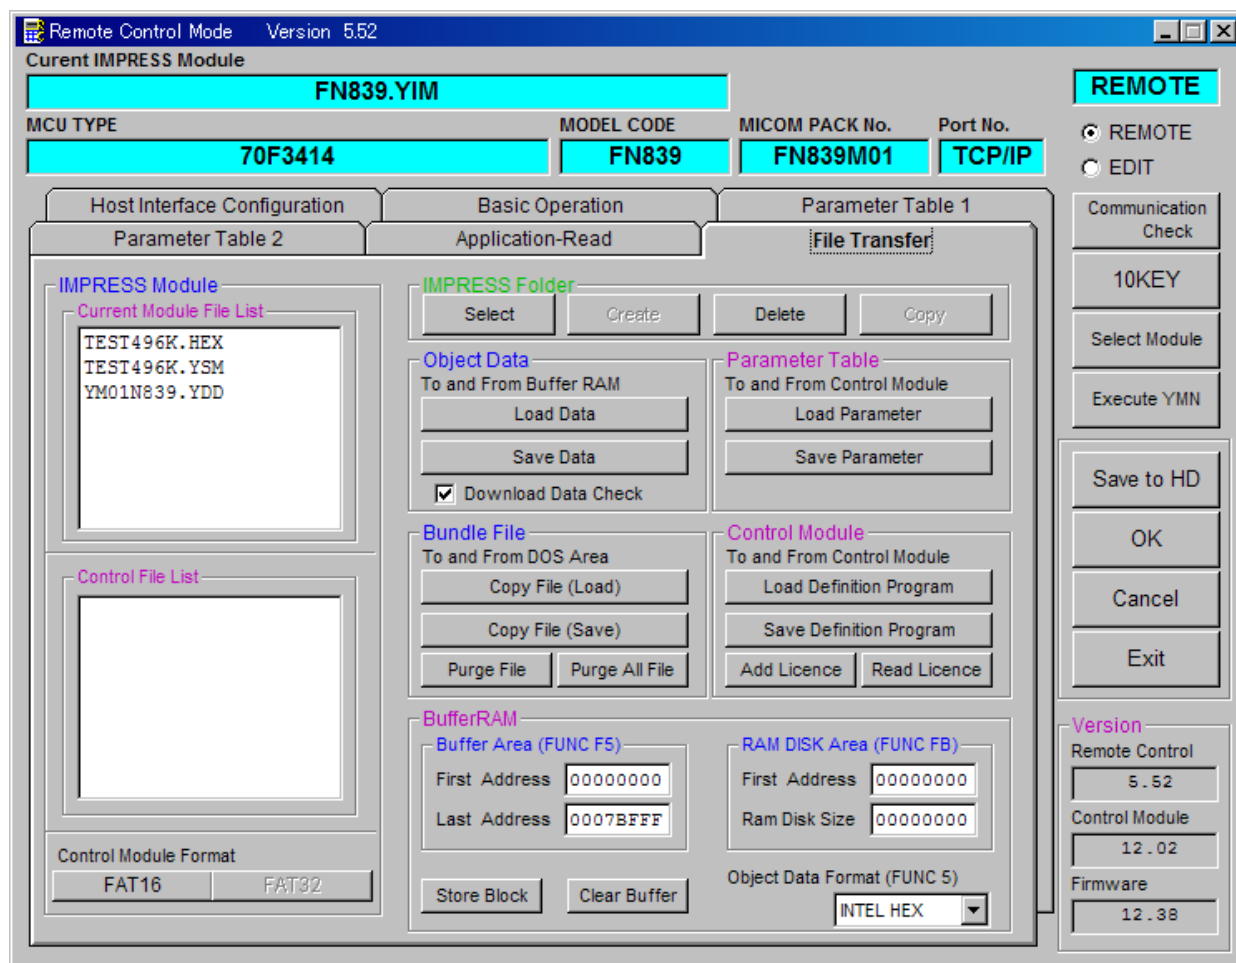 Remote Control Mode Version 5.52
Curent IMPRESS Module
FN839.YIM
REMOTE
MCU TYPE
MODEL CODE
MICOM PACK No.
Port No.
70F3414
FN839
FN839M01
TCP/IP
REMOTE
EDIT
Host Interface Configuration
Basic Operation
Parameter Table 1
Parameter Table 2
Application-Read
File Transfer
IMPRESS Module
Current Module File List
TEST496K.HEX
TEST496K.YSM
YM01N839.YDD
Control File List
Control Module Format
FAT16
FAT32
IMPRESS Folder
Select
Create
Delete
Copy
Object Data
To and From Buffer RAM
Load Data
Save Data
Download Data Check
Parameter Table
To and From Control Module
Load Parameter
Save Parameter
Bundle File
To and From DOS Area
Copy File (Load)
Copy File (Save)
Purge File
Purge All File
Control Module
To and From Control Module
Load Definition Program
Save Definition Program
Add Licence
Read Licence
BufferRAM
Buffer Area (FUNC F5)
First Address
00000000
Last Address
0007BFFF
RAM DISK Area (FUNC FB)
First Address
00000000
Ram Disk Size
00000000
Store Block
Clear Buffer
Object Data Format (FUNC 5)
INTEL HEX
Communication
Check
10KEY
Select Module
Execute YMN
Save to HD
OK
Cancel
Exit
Version
Remote Control
5.52
Control Module
12.02
Firmware
12.38